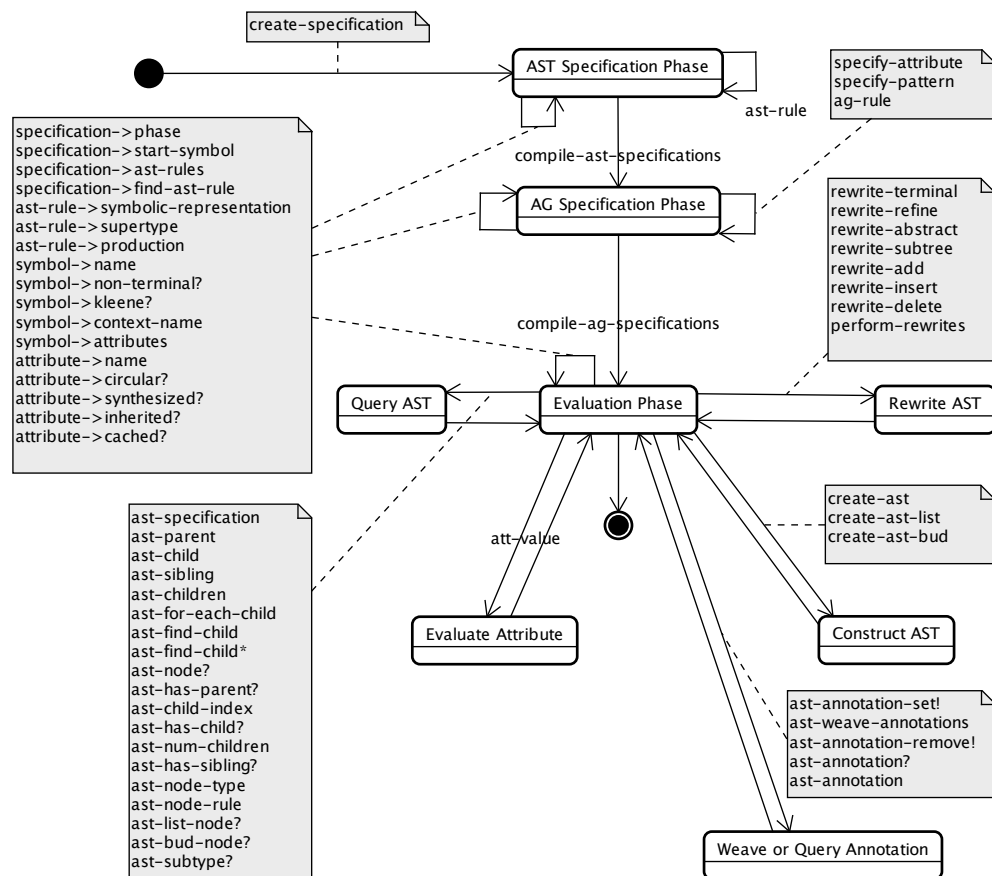 create-specification
AST Specification Phase
ast-rule
specify-attribute
specify-pattern
ag-rule
specification->phase
specification->start-symbol
specification->ast-rules
specification->find-ast-rule
ast-rule->symbolic-representation
ast-rule->supertype
ast-rule->production
symbol->name
symbol->non-terminal?
symbol->kleene?
symbol->context-name
symbol->attributes
attribute->name
attribute->circular?
attribute->synthesized?
attribute->inherited?
attribute->cached?
compile-ast-specifications
AG Specification Phase
rewrite-terminal
rewrite-refine
rewrite-abstract
rewrite-subtree
rewrite-add
rewrite-insert
rewrite-delete
perform-rewrites
compile-ag-specifications
Query AST
Evaluation Phase
Rewrite AST
ast-specification
ast-parent
ast-child
ast-sibling
ast-children
ast-for-each-child
ast-find-child
ast-find-child*
ast-node?
ast-has-parent?
ast-child-index
ast-has-child?
ast-num-children
ast-has-sibling?
ast-node-type
ast-node-rule
ast-list-node?
ast-bud-node?
ast-subtype?
att-value
create-ast
create-ast-list
create-ast-bud
Evaluate Attribute
Construct AST
ast-annotation-set!
ast-weave-annotations
ast-annotation-remove!
ast-annotation?
ast-annotation
Weave or Query Annotation